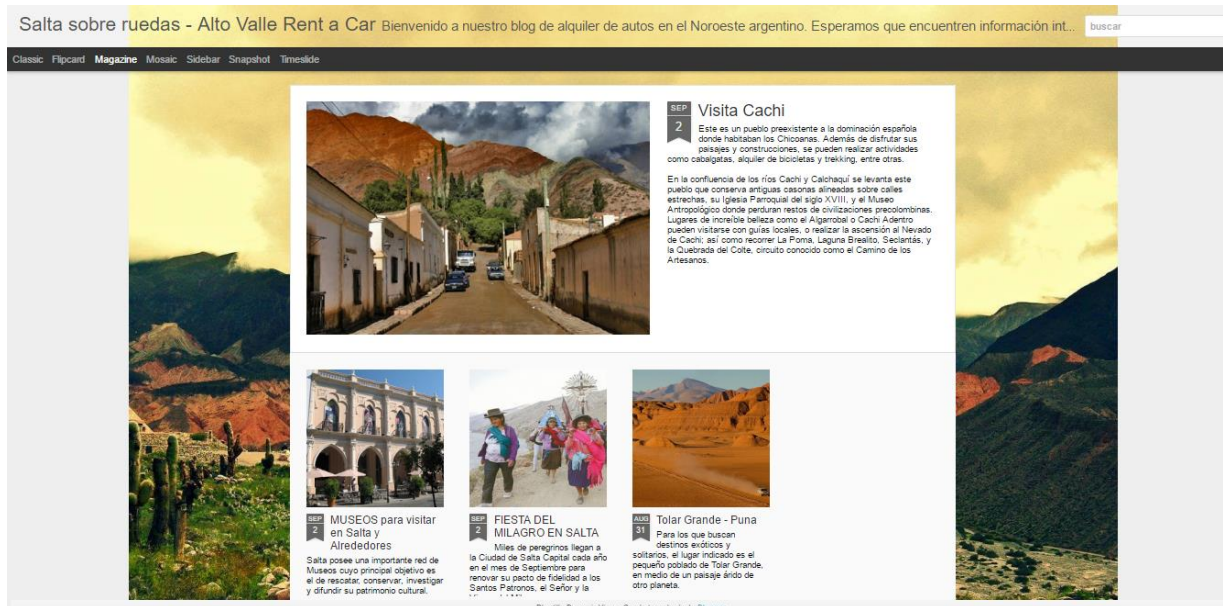 Salta sobre ruedas - Alto Valle Rent a Car Bienvenido a nuestro blog de alquiler de autos en el Noroeste argentino. Esperamos que encuentren información int...
buscar
Classic Flipcard Magazine Mosaic Sidebar Snapshot Timeslide
SEP
2
Visita Cachi
Este es un pueblo preexistente a la dominación española
donde habitaban los Chicoanas. Además de disfrutar sus
paisajes y construcciones, se pueden realizar actividades
como cabalgatas, alquiler de bicicletas y trekking, entre otras.
En la confluencia de los ríos Cachi y Calchaquí se levanta este
pueblo que conserva antiguas casonas alineadas sobre calles
estrechas, su Iglesia Parroquial del siglo XVIII, y el Museo
Antropológico donde perduran restos de civilizaciones precolombinas.
Lugares de increíble belleza como el Algarrobal o Cachi Adentro
pueden visitarse con guías locales, o realizar la ascensión al Nevado
de Cachi; así como recorrer La Poma, Laguna Brealito, Seclantás, y
la Quebrada del Colte, circuito conocido como el Camino de los
Artesanos.
SEP
2
MUSEOS para visitar
en Salta y
Alrededores
Salta posee una importante red de
Museos cuyo principal objetivo es
el de rescatar, conservar, investigar
y difundir su patrimonio cultural.
SEP
2
FIESTA DEL
MILAGRO EN SALTA
Miles de peregrinos llegan a
la Ciudad de Salta Capital cada año
en el mes de Septiembre para
renovar su pacto de fidelidad a los
Santos Patronos, el Señor y la
AUG
31
Tolar Grande - Puna
Para los que buscan
destinos exóticos y
solitarios, el lugar indicado es el
pequeño poblado de Tolar Grande,
en medio de un paisaje árido de
otro planeta.